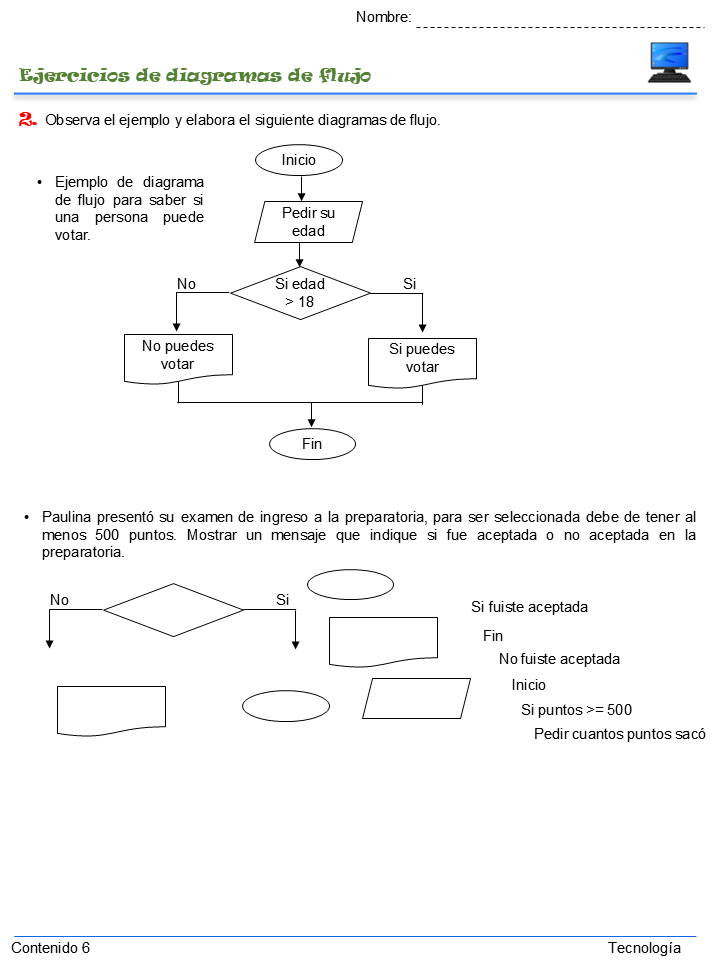 Nombre:
Ejercicios de diagramas de flujo
2. Observa el ejemplo y elabora el siguiente diagramas de flujo.
• Ejemplo de diagrama
de flujo para saber si
una persona puede
votar.
Inicio
Pedir su
edad
Si edad
> 18
No
Si
No puedes
votar
Si puedes
votar
Fin
• Paulina presentó su examen de ingreso a la preparatoria, para ser seleccionada debe de tener al
menos 500 puntos. Mostrar un mensaje que indique si fue aceptada o no aceptada en la
preparatoria.
No
Si
Si fuiste aceptada
Fin
No fuiste aceptada
Inicio
Si puntos >= 500
Pedir cuantos puntos sacó
Contenido 6
Tecnología